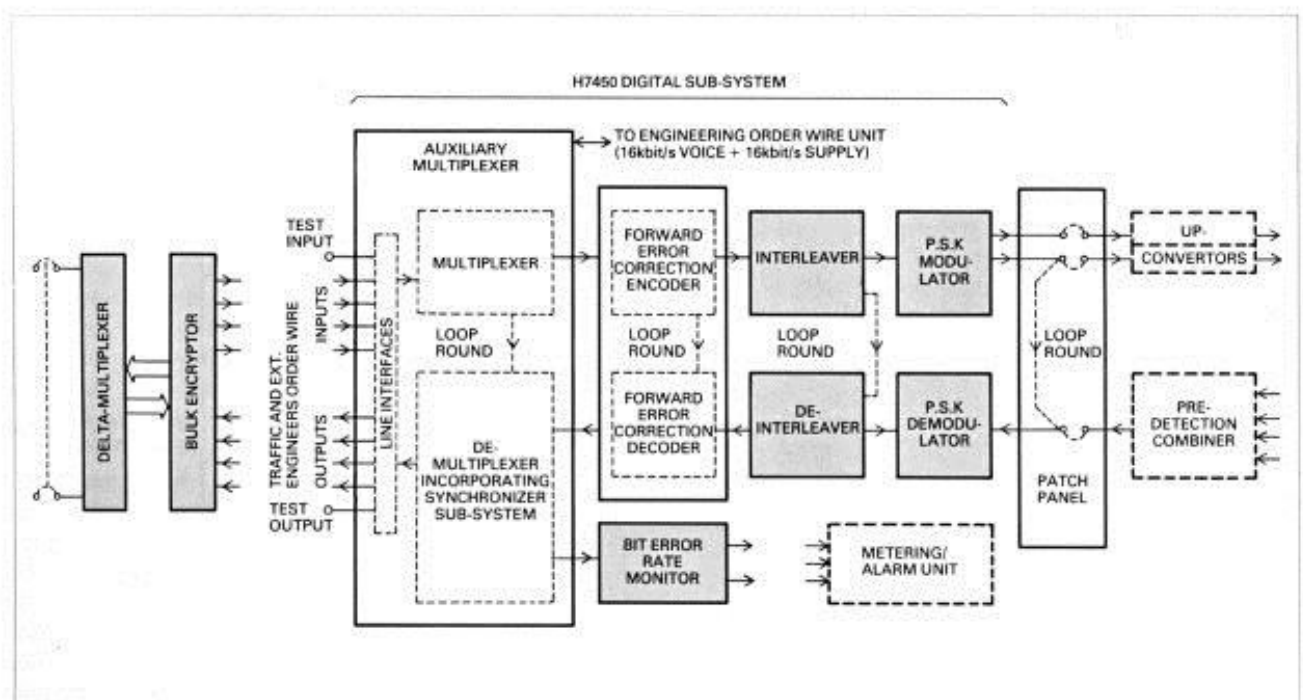 H7450 DIGITAL SUB-SYSTEM
AUXILIARY
MULTIPLEXER
TO ENGINEERING ORDER WIRE UNIT
(16kbit/s VOICE + 16kbit/s SUPPLY)
DELTA-MULTIPLEXER
BULK ENCRYPTOR
TRAFFIC AND EXT.
ENGINEERS ORDER WIRE
INPUTS
OUTPUTS
TEST
INPUT
TEST
OUTPUT
LINE INTERFACES
MULTIPLEXER
LOOP
ROUND
DE-
MULTIPLEXER
INCORPORATING
SYNCHRONIZER
SUB-SYSTEM
FORWARD
ERROR
CORRECTION
ENCODER
LOOP
ROUND
FORWARD
ERROR
CORRECTION
DECODER
INTERLEAVER
LOOP
ROUND
DE-
INTERLEAVER
P.S.K
MODU-
LATOR
P.S.K
DEMODU-
LATOR
LOOP
ROUND
PATCH
PANEL
UP-
CONVERTORS
PRE-
DETECTION
COMBINER
BIT ERROR
RATE
MONITOR
METERING/
ALARM UNIT